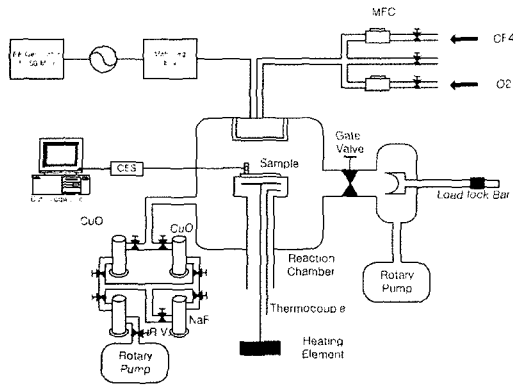 MFC
CF4
O2
Gate
Valve
Sample
CuO
CuO
Load lock Bar
Reaction
Chamber
Rotary
Pump
Thermocouple
NaF
R.V.
Rotary
Pump
Heating
Element